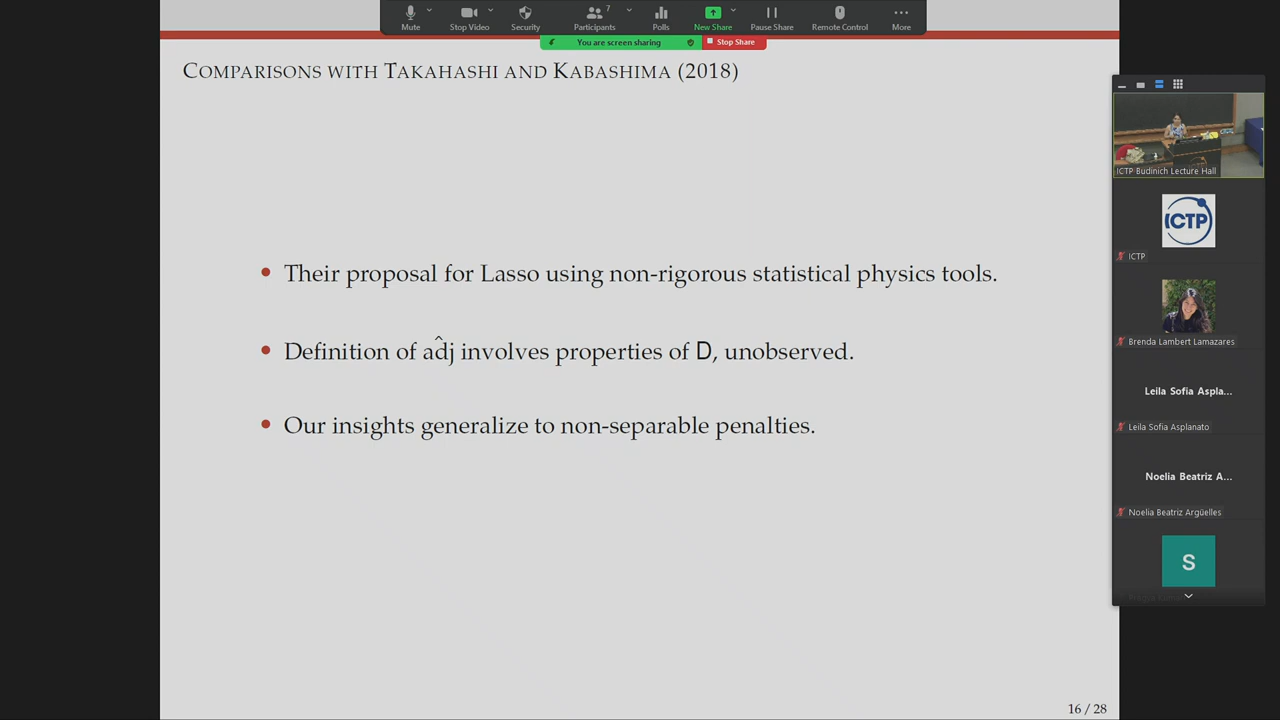 Mute
Stop Video
Security
Participants
7
Polls
New Share
Pause Share
Remote Control
More
You are screen sharing
Stop Share
COMPARISONS WITH TAKAHASHI AND KABASHIMA (2018)
• Their proposal for Lasso using non-rigorous statistical physics tools.
• Definition of adĵ involves properties of D, unobserved.
• Our insights generalize to non-separable penalties.
16 / 28
ICTP Budinich Lecture Hall
ICTP
ICTP
Brenda Lambert Lamazares
Leila Sofia Aspla...
Leila Sofia Asplanato
Noelia Beatriz A...
Noelia Beatriz Argüelles
S